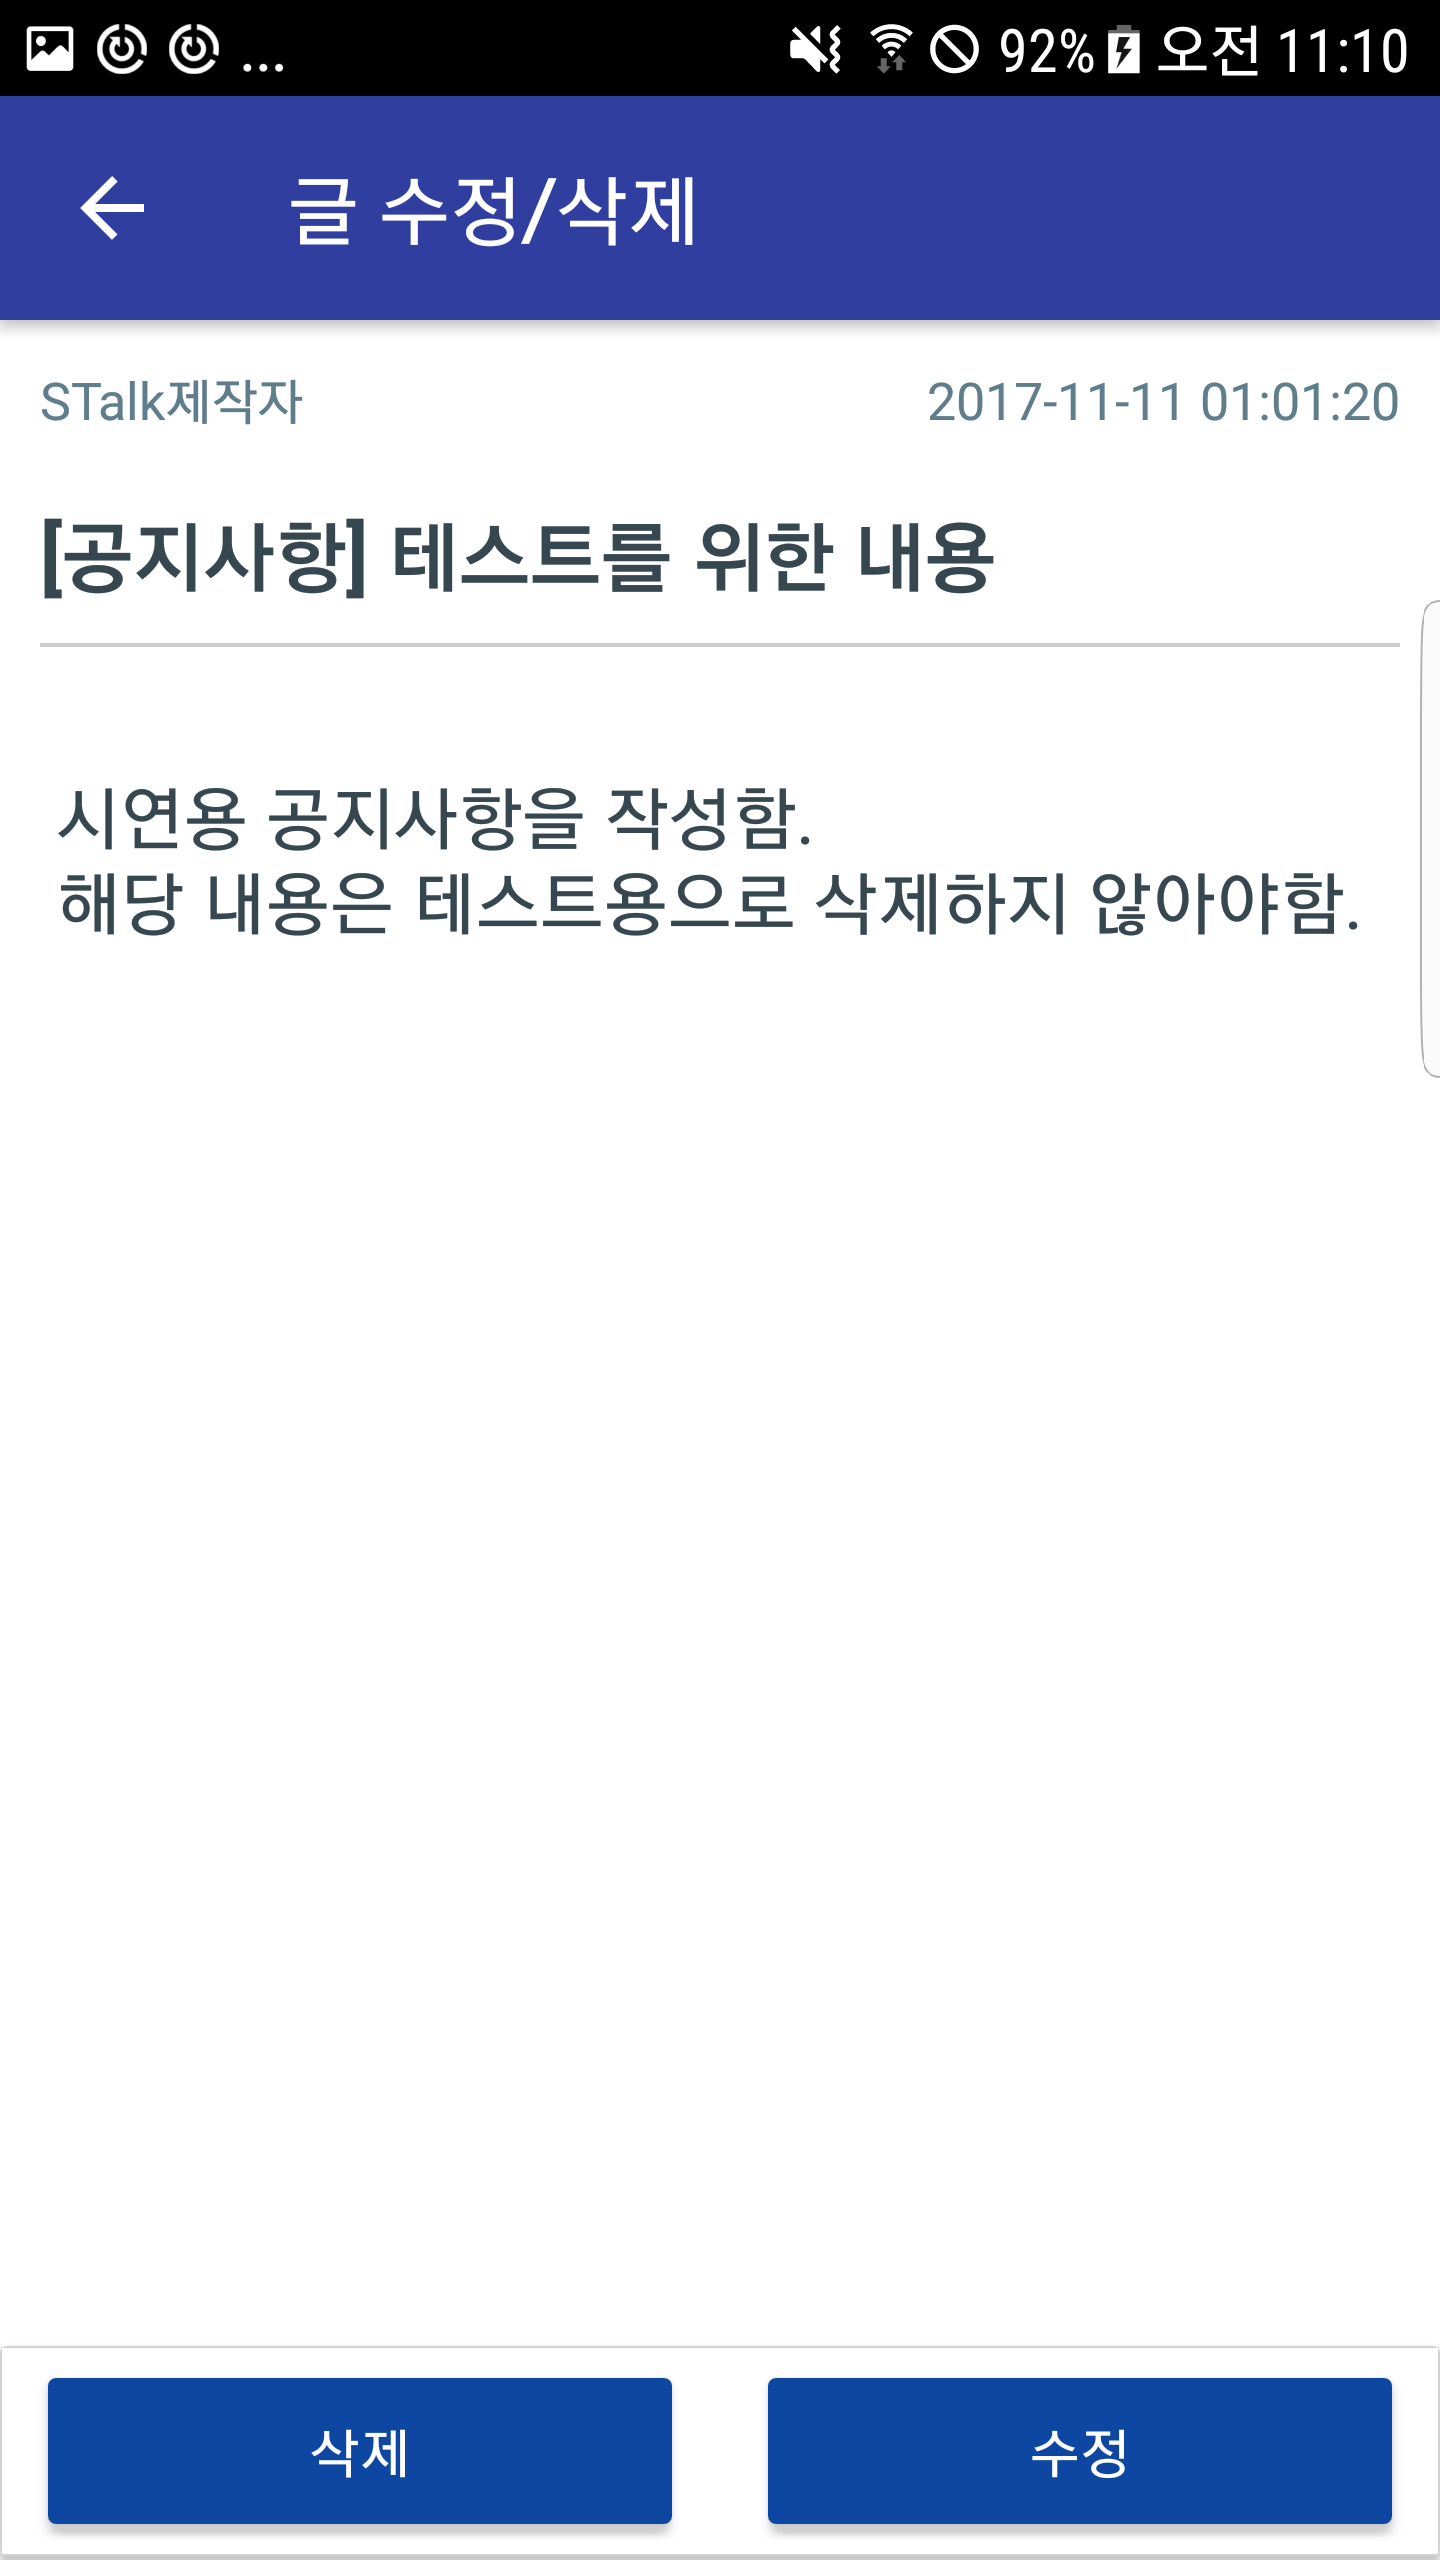 ... 92% 오전 11:10
글 수정/삭제
STalk제작자 2017-11-11 01:01:20
[공지사항] 테스트를 위한 내용
시연용 공지사항을 작성함.
해당 내용은 테스트용으로 삭제하지 않아야함.
삭제 수정